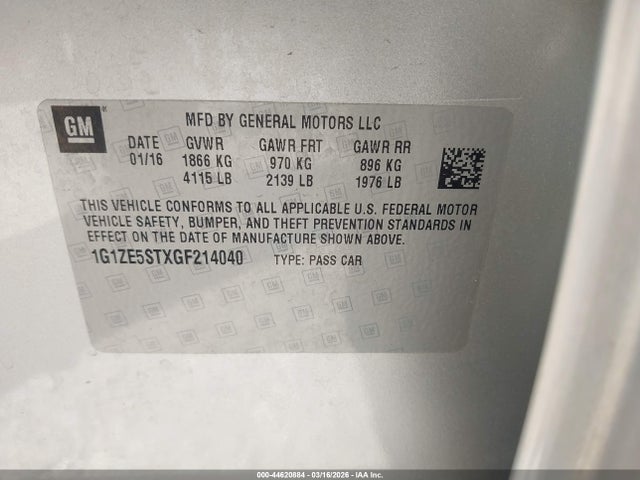 GM
MFD BY GENERAL MOTORS LLC
DATE GVWR GAWR FRT GAWR RR
01/16 1866 KG 970 KG 896 KG
4115 LB 2139 LB 1976 LB
THIS VEHICLE CONFORMS TO ALL APPLICABLE U.S. FEDERAL MOTOR
VEHICLE SAFETY, BUMPER, AND THEFT PREVENTION STANDARDS IN
EFFECT ON THE DATE OF MANUFACTURE SHOWN ABOVE.
1G1ZE5STXGF214040 TYPE: PASS CAR
000-44620884 - 03/16/2026 - IAA Inc.